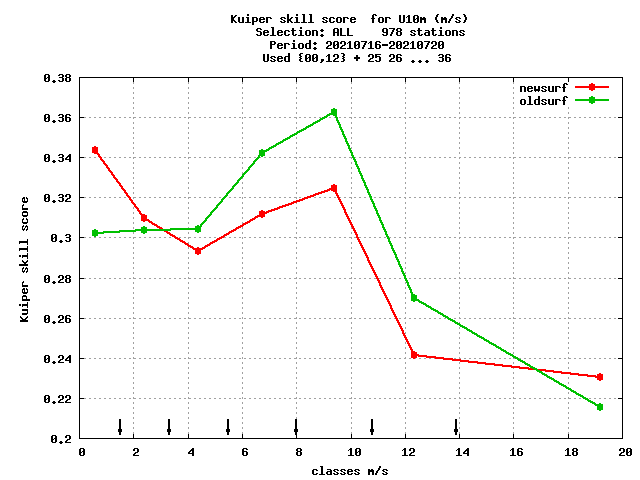 Kuiper skill score  for U10m (m/s)
Selection: ALL    978 stations
Period: 20210716-20210720
Used {00,12} + 25 26 ... 36
0.38
0.36
0.34
0.32
0.3
0.28
0.26
0.24
0.22
0.2
Kuiper skill score
newsurf
oldsurf
0 2 4 6 8 10 12 14 16 18 20
classes m/s